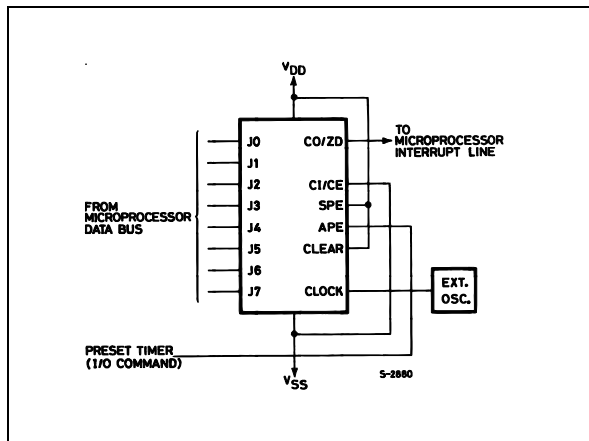 VDD
J0
J1
J2
J3
J4
J5
J6
J7
CO/ZD
CI/CE
SPE
APE
CLEAR
CLOCK
TO
MICROPROCESSOR
INTERRUPT LINE
FROM
MICROPROCESSOR
DATA BUS
EXT.
OSC.
PRESET TIMER
(I/O COMMAND)
VSS
S-2880